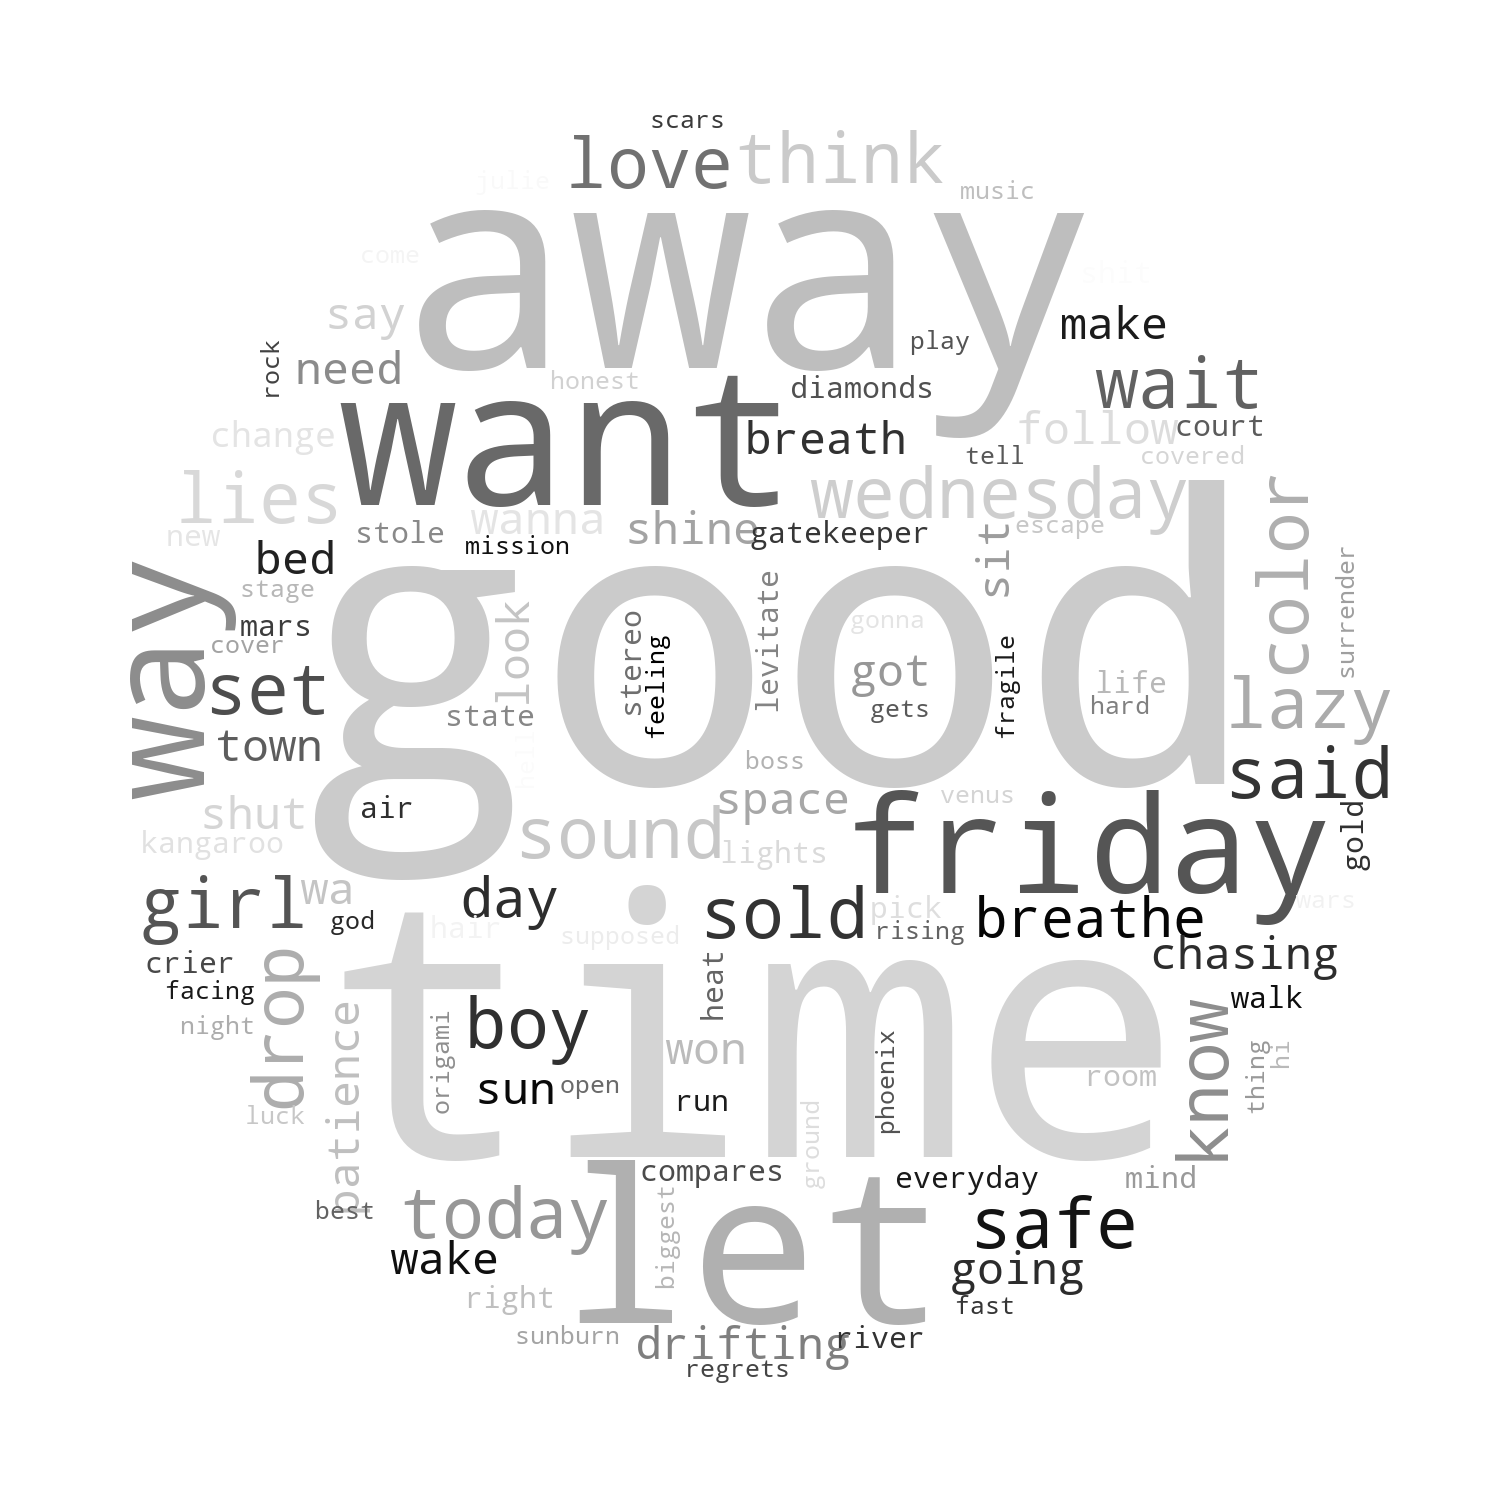 scars
love
think
julie
music
away
come
shit
say
make
play
rock
need
honest
diamonds
wait
want
change
breath
follow
court
tell
covered
lies
wednesday
color
stole
wanna
shine
gatekeeper
sit
escape
new
bed
mission
way
stage
good
look
stereo
feeling
levitate
gonna
surrender
mars
cover
set
got
fragile
life
lazy
state
gets
hard
town
hell
boss
said
shut
air
space
venus
friday
gold
kangaroo
sound
lights
girl
wa
day
time
sold
pick
breathe
wars
god
hair
supposed
rising
crier
drop
chasing
facing
heat
walk
night
patience
origami
boy
won
phoenix
know
thing
hi
sun
open
run
room
luck
ground
let
compares
everyday
mind
best
today
biggest
safe
wake
going
right
fast
sunburn
drifting
river
regrets